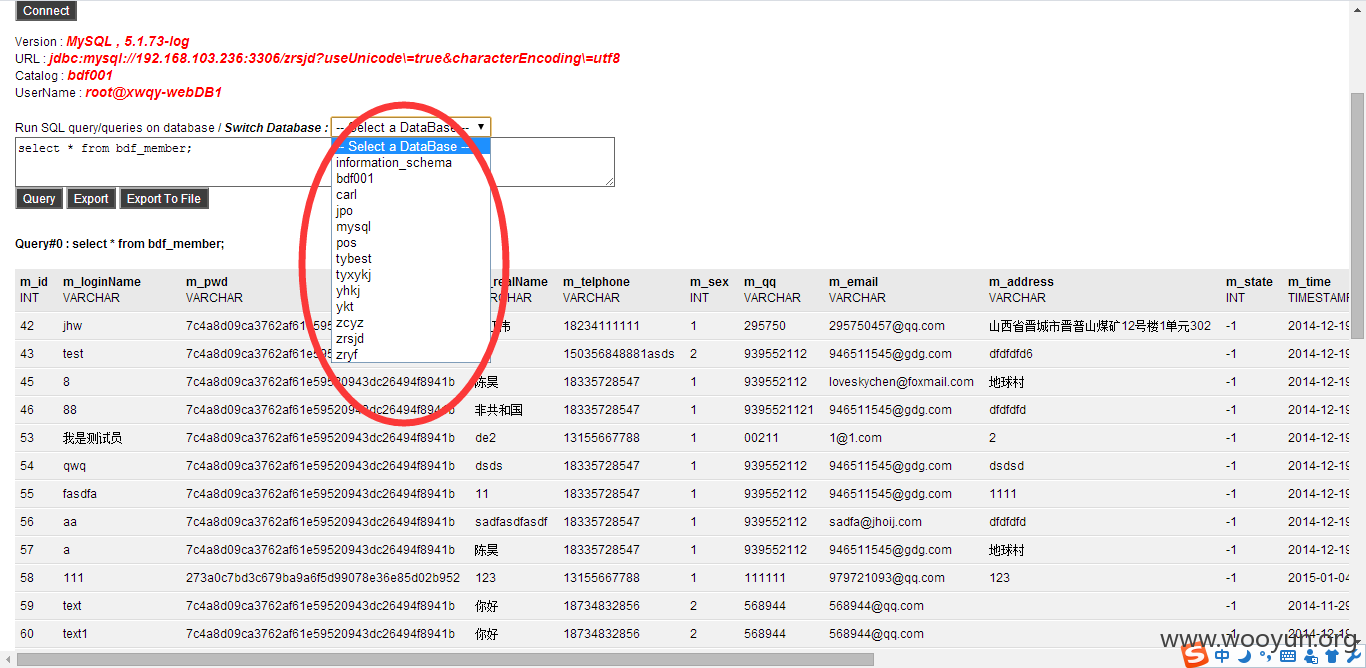 Connect
Version : MySQL , 5.1.73-log
URL : jdbc:mysql://192.168.103.236:3306/zrsjd?useUnicode\=true&characterEncoding\=utf8
Catalog : bdf001
UserName : root@xwqy-webDB1
Run SQL query/queries on database / Switch Database : -- Select a DataBase -- ▼
select * from bdf_member;
-- Select a DataBase --
information_schema
bdf001
carl
jpo
mysql
pos
tybest
tyxykj
yhkj
ykt
zcyz
zrsjd
zryf
Query Export Export To File
Query#0 : select * from bdf_member;
m_id m_loginName m_pwd realName m_telphone m_sex m_qq m_email m_address m_state m_time
INT VARCHAR VARCHAR VARCHAR VARCHAR INT VARCHAR VARCHAR VARCHAR INT TIMESTAMP
42 jhw 7c4a8d09ca3762af61e595 18234111111 1 295750 295750457@qq.com 山西省晋城市晋普山煤矿12号楼1单元302 -1 2014-12-19
43 test 7c4a8d09ca3762af61e595 150356848881asds 2 939552112 946511545@gdg.com dfdfdfd6 -1 2014-12-19
45 8 7c4a8d09ca3762af61e59520943dc26494f8941b 陈昊 18335728547 1 939552112 loveskychen@foxmail.com 地球村 -1 2014-12-19
46 88 7c4a8d09ca3762af61e59520943dc26494f8941b 非共和国 18335728547 1 9395521121 946511545@gdg.com dfdfdfd -1 2014-12-19
53 我是测试员 7c4a8d09ca3762af61e59520943dc26494f8941b de2 13155667788 1 00211 1@1.com 2 -1 2014-12-19
54 qwq 7c4a8d09ca3762af61e59520943dc26494f8941b dsds 18335728547 1 939552112 946511545@gdg.com dsdsd -1 2014-12-19
55 fasdfa 7c4a8d09ca3762af61e59520943dc26494f8941b 11 18335728547 1 939552112 946511545@gdg.com 1111 -1 2014-12-19
56 aa 7c4a8d09ca3762af61e59520943dc26494f8941b sadfasdfasdf 18335728547 1 939552112 sadfa@jhoij.com dfdfdfd -1 2014-12-19
57 a 7c4a8d09ca3762af61e59520943dc26494f8941b 陈昊 18335728547 1 939552112 946511545@gdg.com 地球村 -1 2014-12-19
58 111 273a0c7bd3c679ba9a6f5d99078e36e85d02b952 123 13155667788 1 111111 979721093@qq.com 123 -1 2015-01-04
59 text 7c4a8d09ca3762af61e59520943dc26494f8941b 你好 18734832856 2 568944 568944@qq.com -1 2014-11-29
60 text1 7c4a8d09ca3762af61e59520943dc26494f8941b 你好 18734832856 2 568944 568944@qq.com -1 2014-12-19
www.wooyun.org
S 中